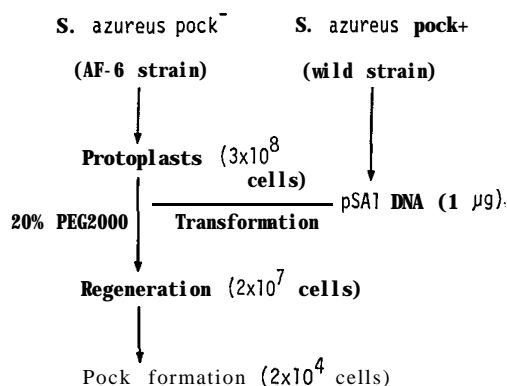 S. azureus pock⁻ S. azureus pock+
(AF-6 strain) (wild strain)
Protoplasts (3x10⁸
cells)
pSA1 DNA (1 µg).
20% PEG2000 Transformation
Regeneration (2x10⁷ cells)
Pock formation (2x10⁴ cells)